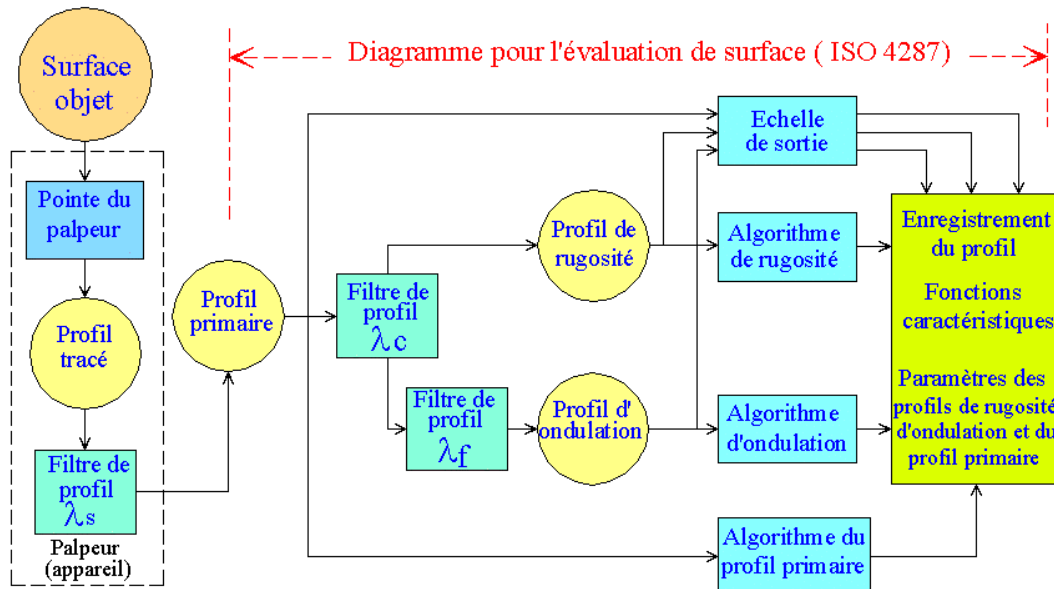 Diagramme pour l'évaluation de surface ( ISO 4287)
Surface
objet
Pointe du
palpeur
Profil
tracé
Filtre de
profil
λs
Palpeur
(appareil)
Profil
primaire
Filtre de
profil
λc
Filtre de
profil
λf
Profil de
rugosité
Profil d'
ondulation
Echelle
de sortie
Algorithme
de rugosité
Algorithme
d'ondulation
Algorithme du
profil primaire
Enregistrement
du profil
Fonctions
caractéristiques
Paramètres des
profils de rugosité
d'ondulation et du
profil primaire